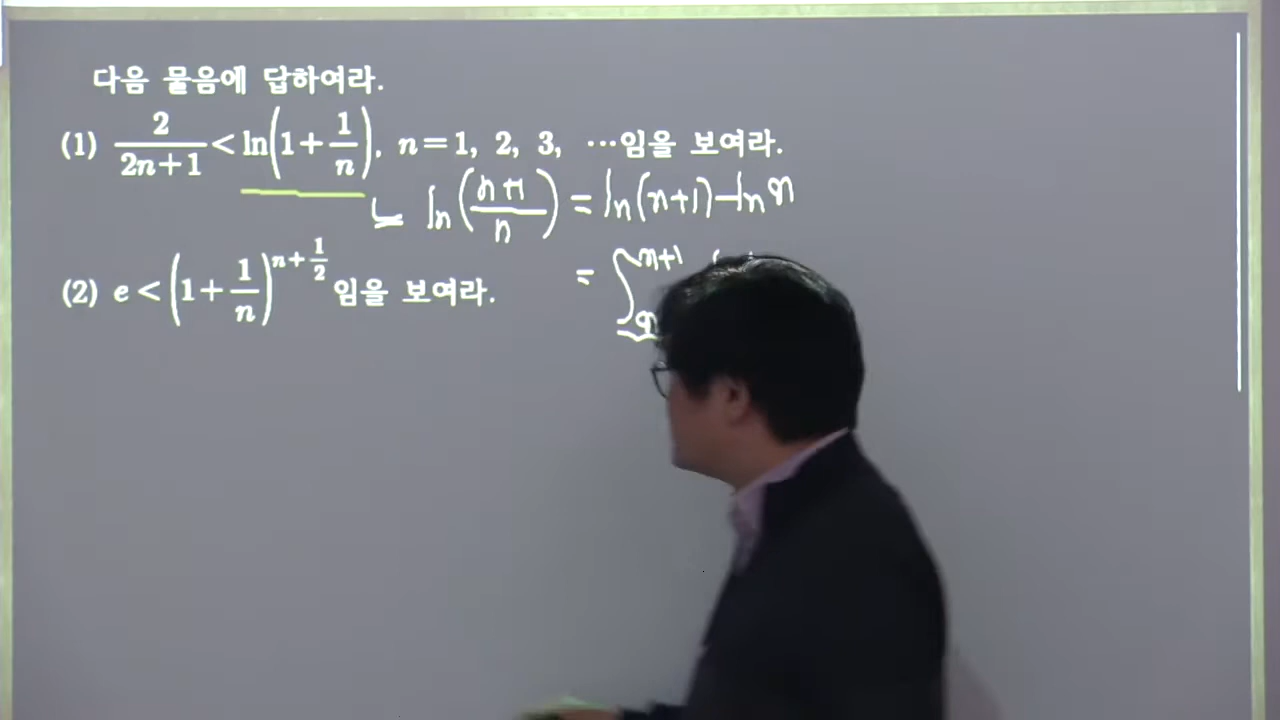 다음 물음에 답하여라.
(1) 2/(2n+1) < ln(1+1/n), n=1, 2, 3, ⋯임을 보여라.
ln((n+1)/n) = ln(n+1)-ln n
(2) e < (1+1/n)^(n+1/2) 임을 보여라.
= ∫_n^(n+1)